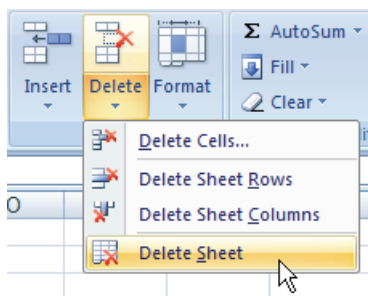 Insert
Delete
Format
Σ AutoSum
Fill
Clear
Delete Cells...
Delete Sheet Rows
Delete Sheet Columns
Delete Sheet
O